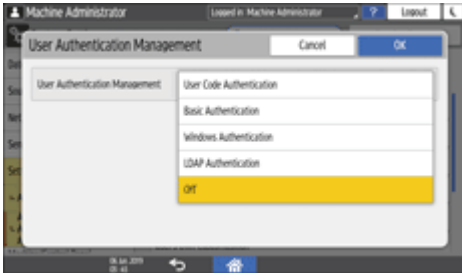 Machine Administrator
Logged in Machine Administrator
?
Logout
User Authentication Management
Cancel
OK
User Authentication Management
User Code Authentication
Basic Authentication
Windows Authentication
LDAP Authentication
Off